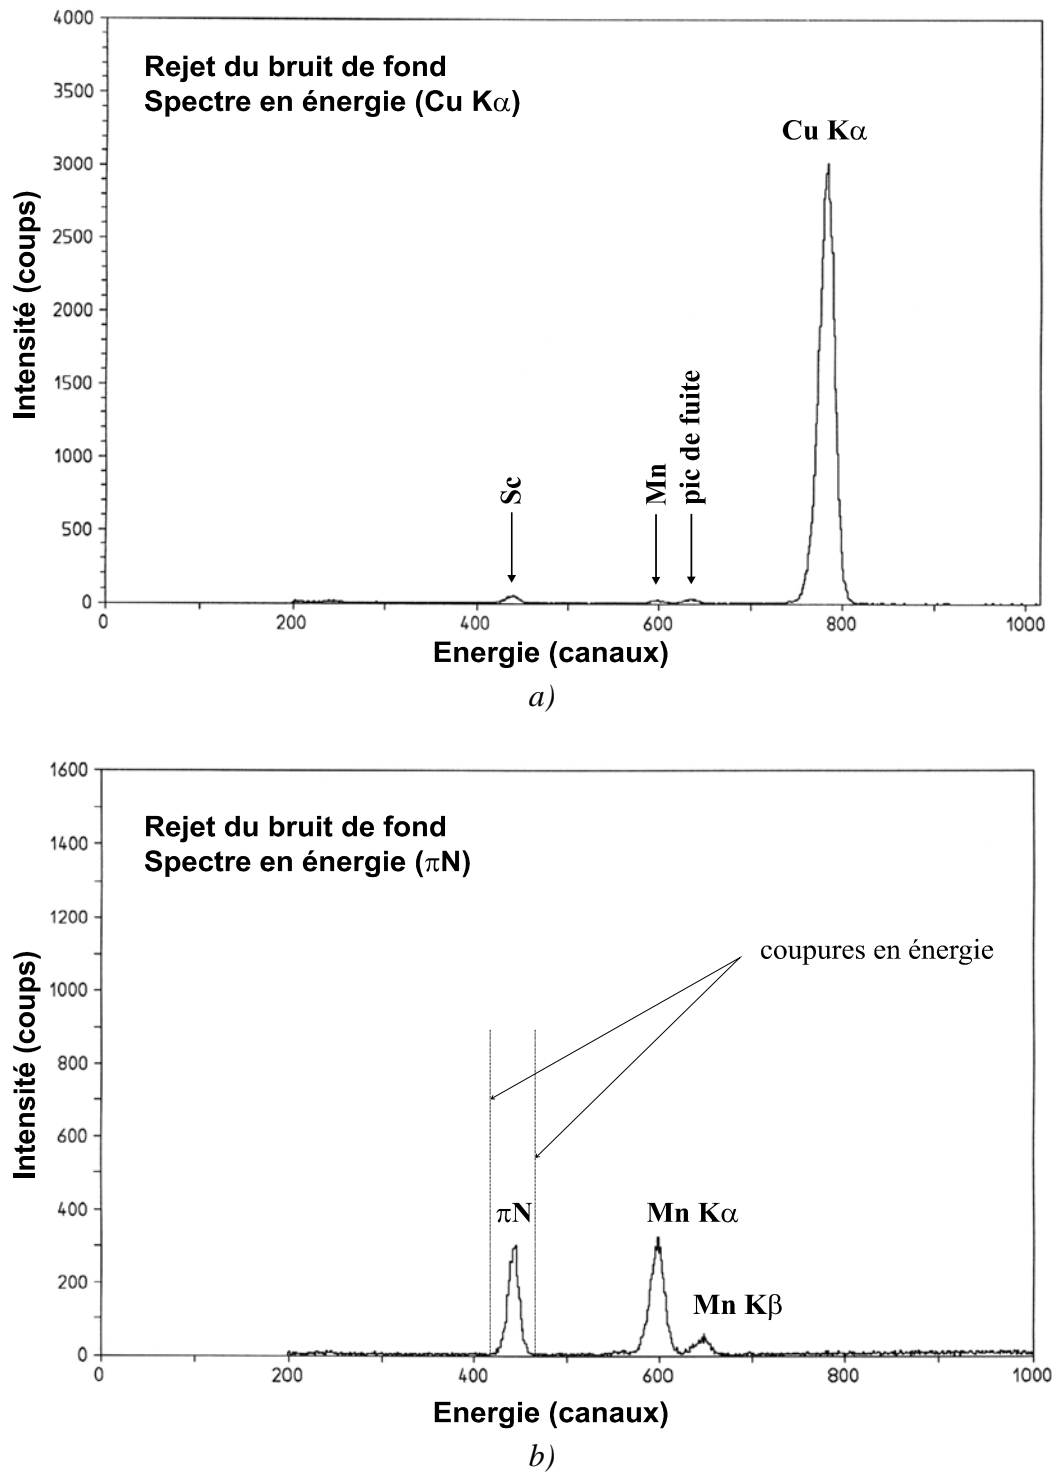 4000
Rejet du bruit de fond
Spectre en énergie (Cu Kα)
3500
Cu Kα
3000
2500
2000
1500
1000
500
0
Intensité (coups)
Sc
Mn
pic de fuite
0 200 400 600 800 1000
Energie (canaux)
a)
1600
Rejet du bruit de fond
Spectre en énergie (πN)
1400
1200
coupures en énergie
1000
800
600
400
200
0
Intensité (coups)
πN
Mn Kα
Mn Kβ
0 200 400 600 800 1000
Energie (canaux)
b)